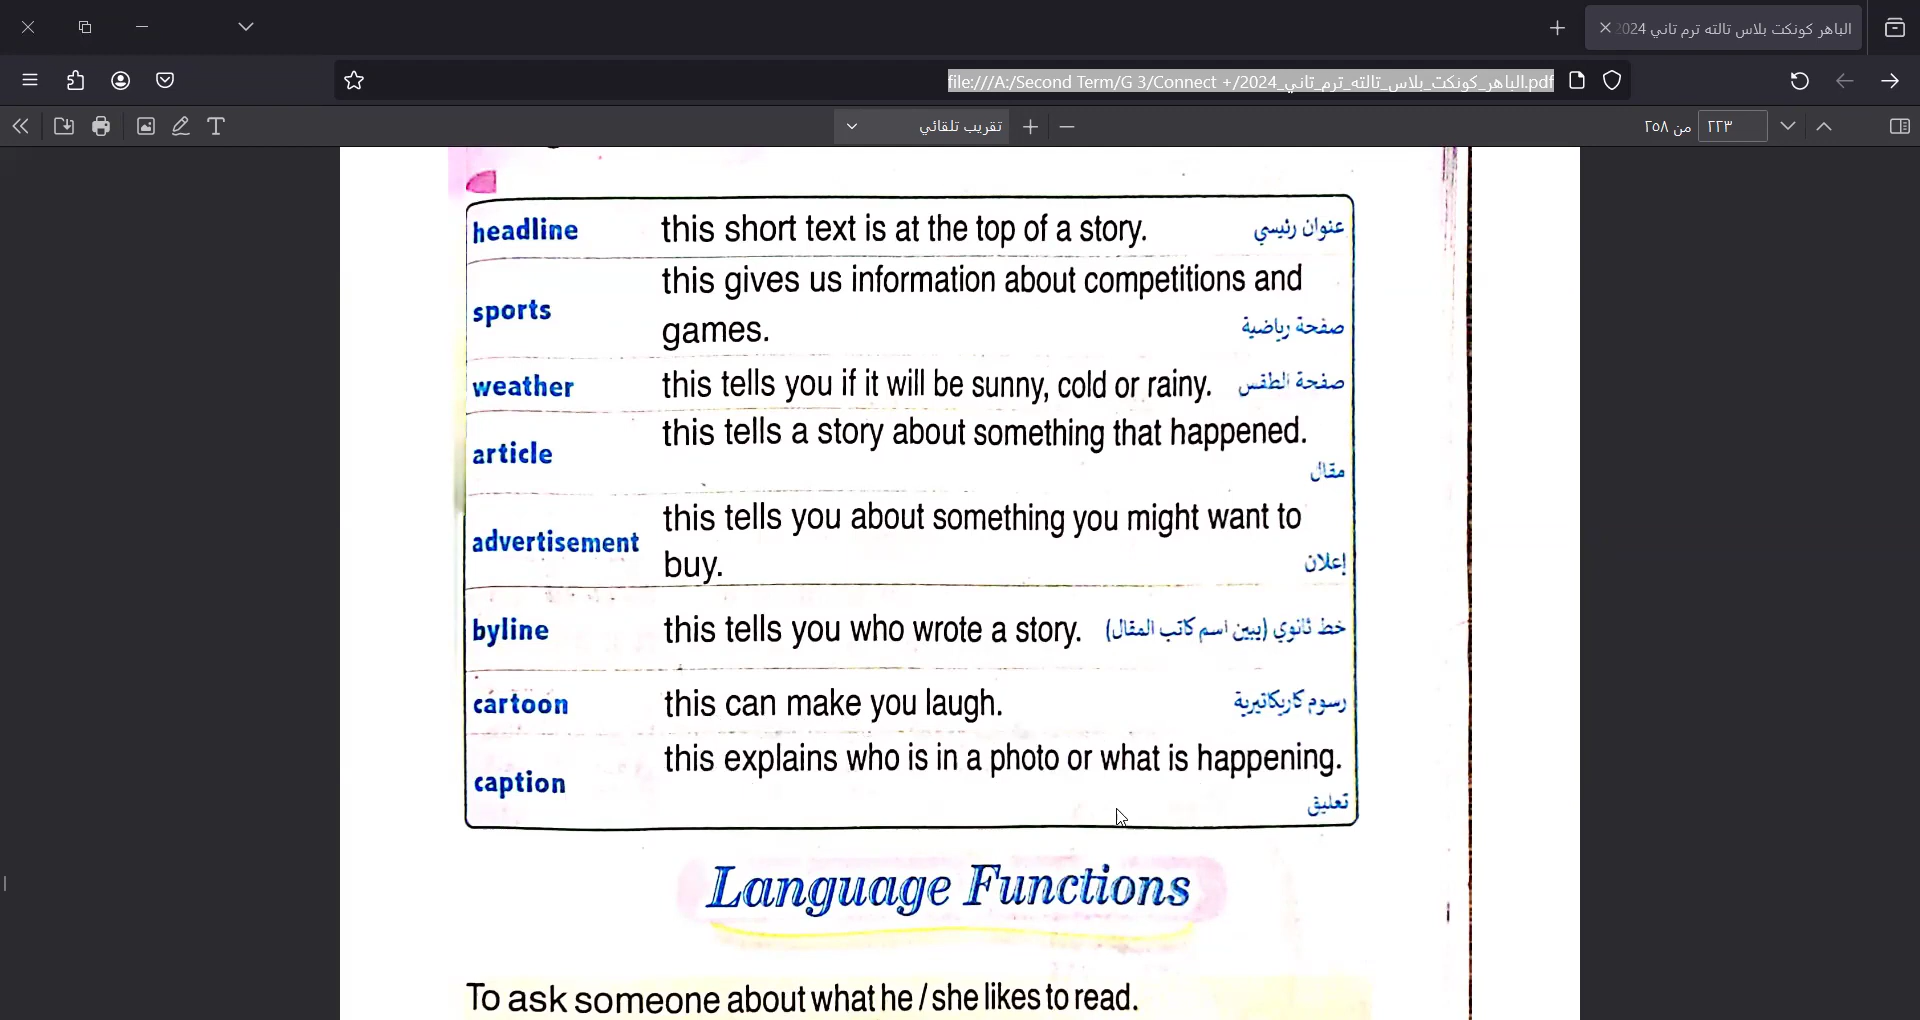 الباهر كونكت بلاس تالته ترم تاني 2024
file:///A:/Second Term/G 3/Connect +/2024_الباهر_كونكت_بلاس_تالته_ترم_تاني.pdf
٢٢٣ من ٢٥٨
تقريب تلقائي
headline this short text is at the top of a story. عنوان رئيسي
this gives us information about competitions and
sports
games. صفحة رياضية
weather this tells you if it will be sunny, cold or rainy. صفحة الطقس
this tells a story about something that happened.
article
مقال
this tells you about something you might want to
advertisement
buy. إعلان
byline this tells you who wrote a story. خط ثانوي (يبين اسم كاتب المقال)
cartoon this can make you laugh. رسوم كاريكاتيرية
this explains who is in a photo or what is happening.
caption
تعليق
Language Functions
To ask someone about what he / she likes to read.